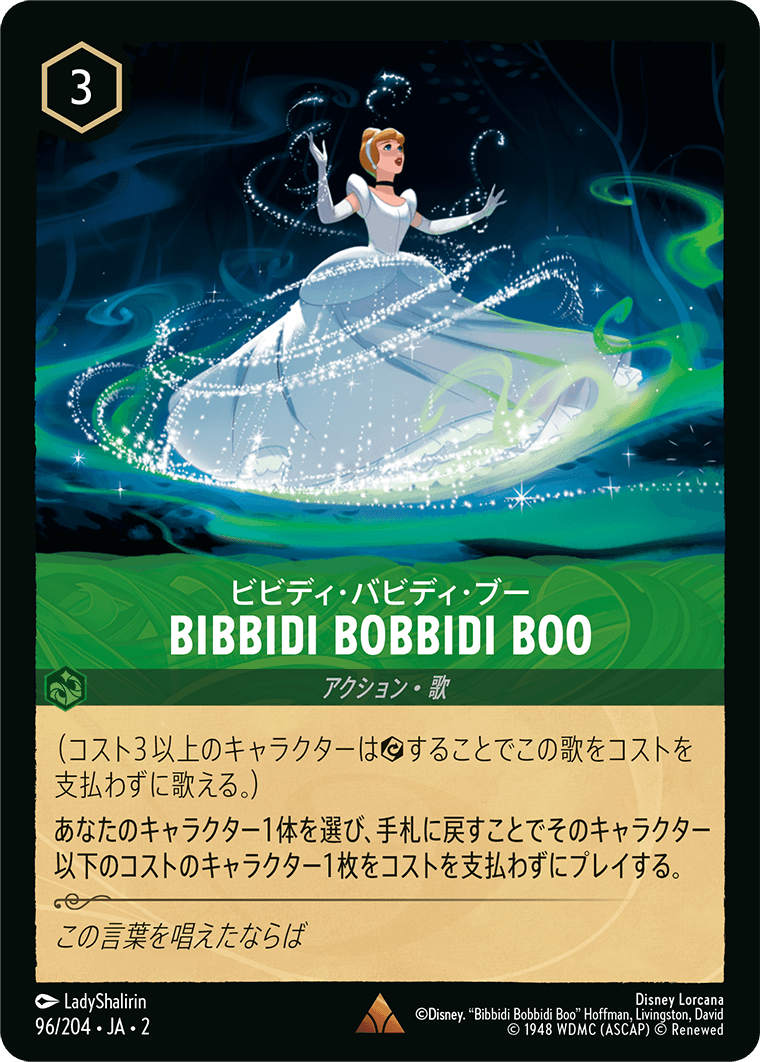 3
ビビディ・バビディ・ブー
BIBBIDI BOBBIDI BOO
アクション・歌
（コスト3以上のキャラクターはすることでこの歌をコストを
支払わずに歌える。）
あなたのキャラクター1体を選び、手札に戻すことでそのキャラクター
以下のコストのキャラクター1枚をコストを支払わずにプレイする。
この言葉を唱えたならば
LadyShalirin
Disney Lorcana
96/204 • JA • 2
©Disney. “Bibbidi Bobbidi Boo” Hoffman, Livingston, David
© 1948 WDMC (ASCAP) © Renewed